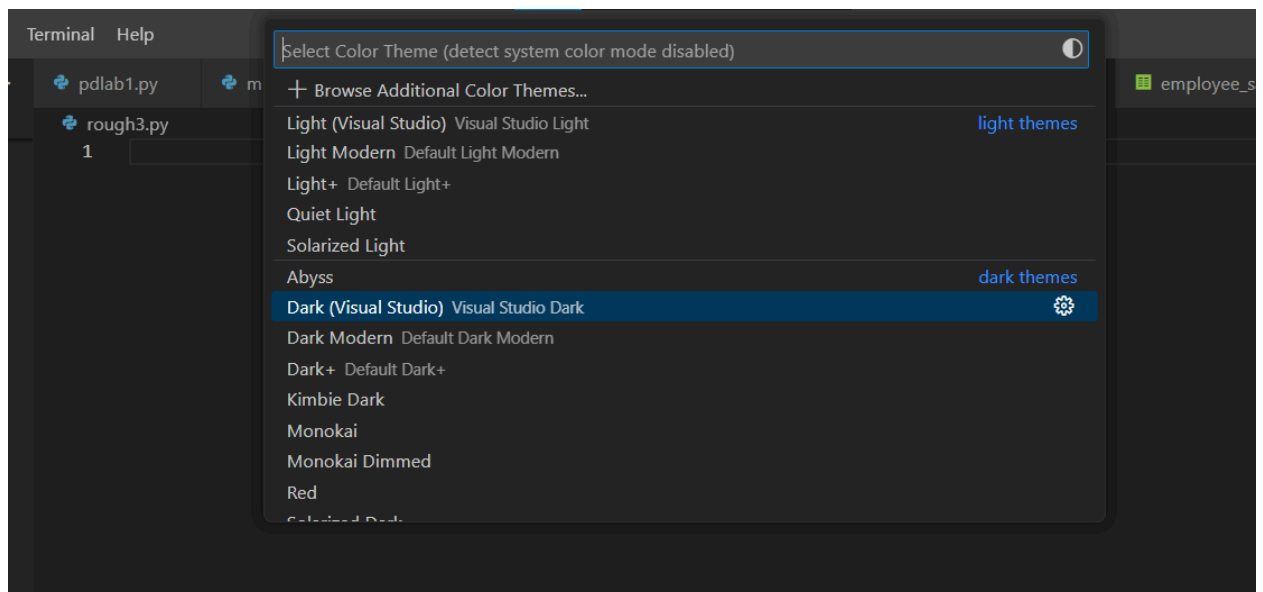 Terminal Help
Select Color Theme (detect system color mode disabled)
pdlab1.py m employee_s
Browse Additional Color Themes...
rough3.py
Light (Visual Studio) Visual Studio Light light themes
1
Light Modern Default Light Modern
Light+ Default Light+
Quiet Light
Solarized Light
Abyss dark themes
Dark (Visual Studio) Visual Studio Dark
Dark Modern Default Dark Modern
Dark+ Default Dark+
Kimbie Dark
Monokai
Monokai Dimmed
Red
Solarized Dark